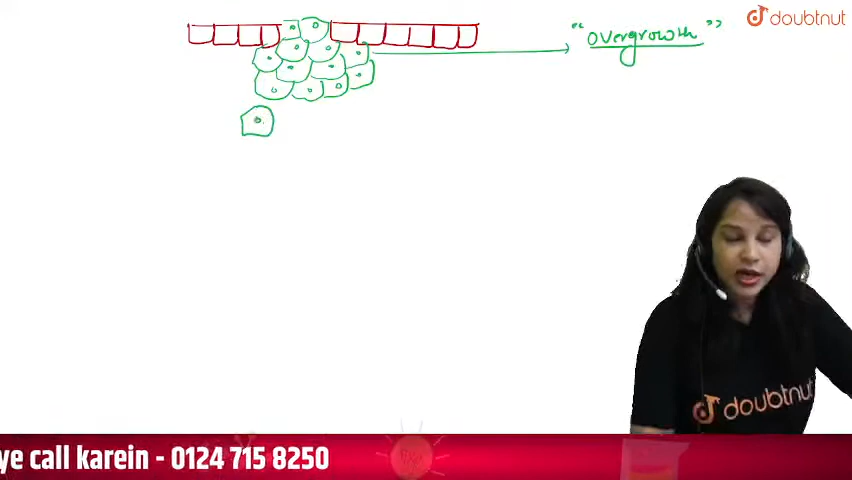 "overgrowth"
doubtnut
doubtnut
ye call karein - 0124 715 8250